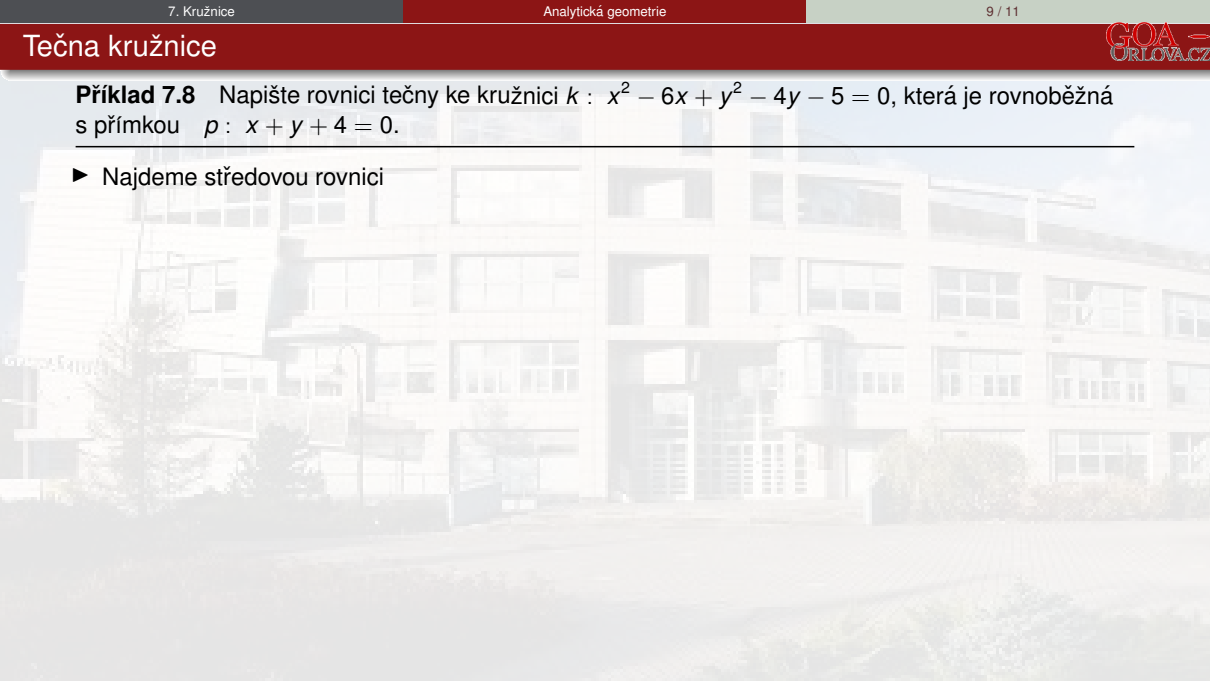 7. Kružnice
Analytická geometrie
9 / 11
Tečna kružnice
GOA –
ORLOVA.CZ
Příklad 7.8 Napište rovnici tečny ke kružnici k : x² − 6x + y² − 4y − 5 = 0, která je rovnoběžná
s přímkou p : x + y + 4 = 0.
▶ Najdeme středovou rovnici